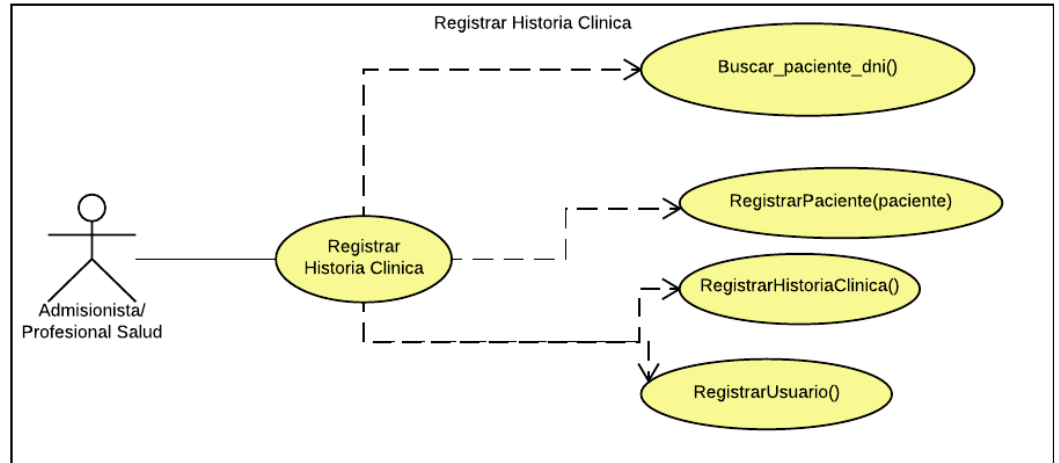 Registrar Historia Clinica
Buscar_paciente_dni()
RegistrarPaciente(paciente)
Registrar
Historia Clinica
RegistrarHistoriaClinica()
Admisionista/
Profesional Salud
RegistrarUsuario()